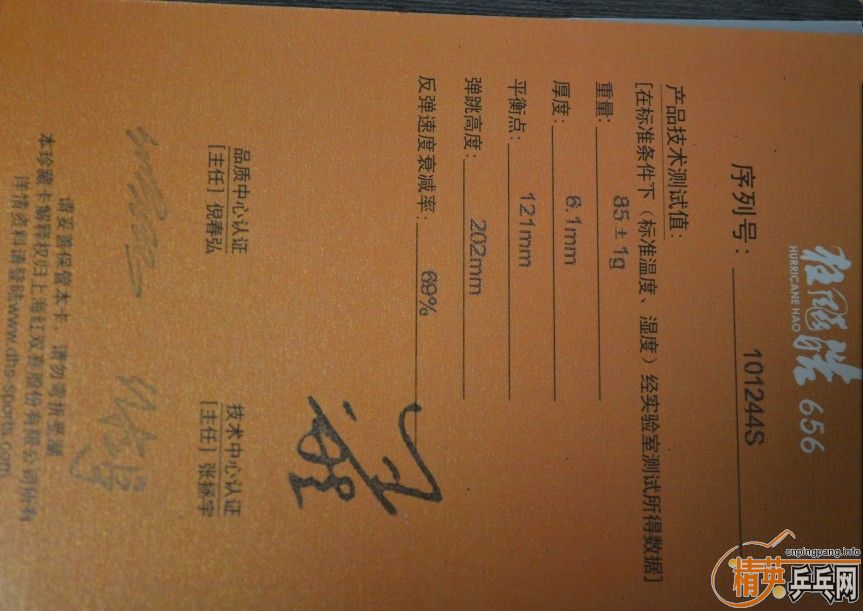 狂飚皓 656
HURRICANE HAO
序列号： 101244S
产品技术测试值：
[在标准条件下（标准温度、湿度）经实验室测试所得数据]
重量： 85±1g
厚度： 6.1mm
平衡点： 121mm
弹跳高度： 202mm
反弹速度衰减率： 69%
品质中心认证 技术中心认证
[主任] 倪春弘 [主任] 张拯宇
请妥善保管本卡，请勿弯折受潮
本珍藏卡解释权归上海红双喜股份有限公司所有
详情资料请登陆www.dhs-sports.com
cnpingpang.info
精英乒乓网